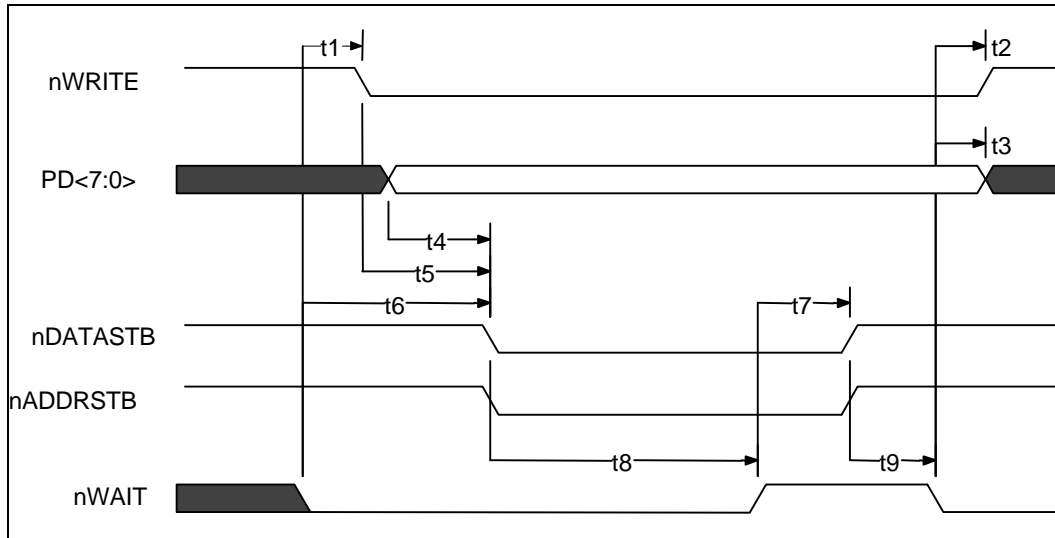 t1
t2
nWRITE
t3
PD<7:0>
t4
t5
t6
t7
nDATASTB
nADDRSTB
t8
t9
nWAIT